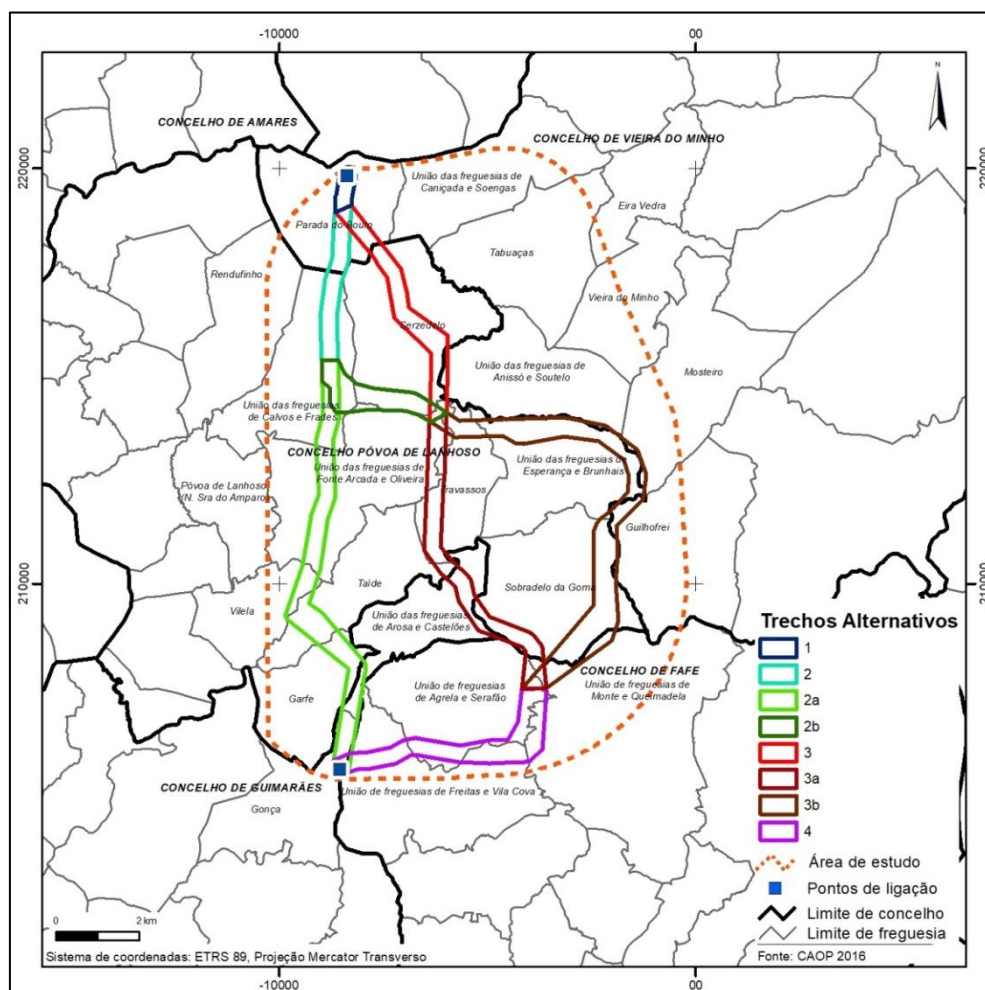 -10000
00
CONCELHO DE AMARES
CONCELHO DE VIEIRA DO MINHO
220000
220000
União das freguesias de
Caniçada e Soengas
Eira Vedra
Parada do Bouro
Tabuaças
Rendufinho
Vieira do Minho
Cerzedelo
Mosteiro
União das freguesias de
Anissó e Soutelo
União das freguesias
de Calvos e Frades
CONCELHO PÓVOA DE LANHOSO
União das freguesias de
Fonte Arcada e Oliveira
União das freguesias de
Esperança e Brunhais
Póvoa de Lanhoso
(N. Sra do Amparo)
Travassos
Guilhofrei
210000
210000
Taíde
Sobradelo da Goma
Vilela
União das freguesias
de Arosa e Castelões
CONCELHO DE FAFE
União de freguesias de
Monte e Queimadela
União de freguesias
de Agrela e Serafão
Garfe
CONCELHO DE GUIMARÃES
União de freguesias de Freitas e Vila Cova
Gonça
N
Trechos Alternativos
1
2
2a
2b
3
3a
3b
4
Área de estudo
Pontos de ligação
Limite de concelho
Limite de freguesia
Fonte: CAOP 2016
0 2 km
Sistema de coordenadas: ETRS 89, Projeção Mercator Transverso
-10000
00